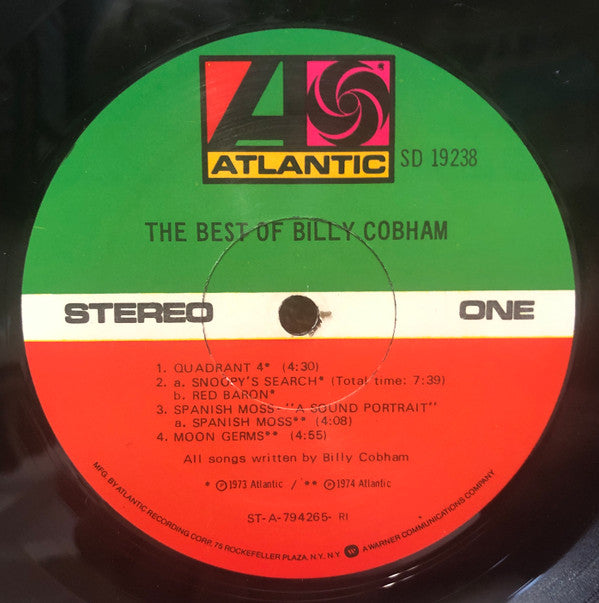 ATLANTIC
SD 19238
THE BEST OF BILLY COBHAM
STEREO ONE
1. QUADRANT 4* (4:30)
2. a. SNOOPY'S SEARCH* (Total time: 7:39)
b. RED BARON*
3. SPANISH MOSS-"A SOUND PORTRAIT"
a. SPANISH MOSS** (4:08)
4. MOON GERMS** (4:55)
All songs written by Billy Cobham
* ℗1973 Atlantic / ** ℗1974 Atlantic
ST-A-794265- RI
MFG. BY ATLANTIC RECORDING CORP., 75 ROCKEFELLER PLAZA, N.Y., N.Y. A WARNER COMMUNICATIONS COMPANY